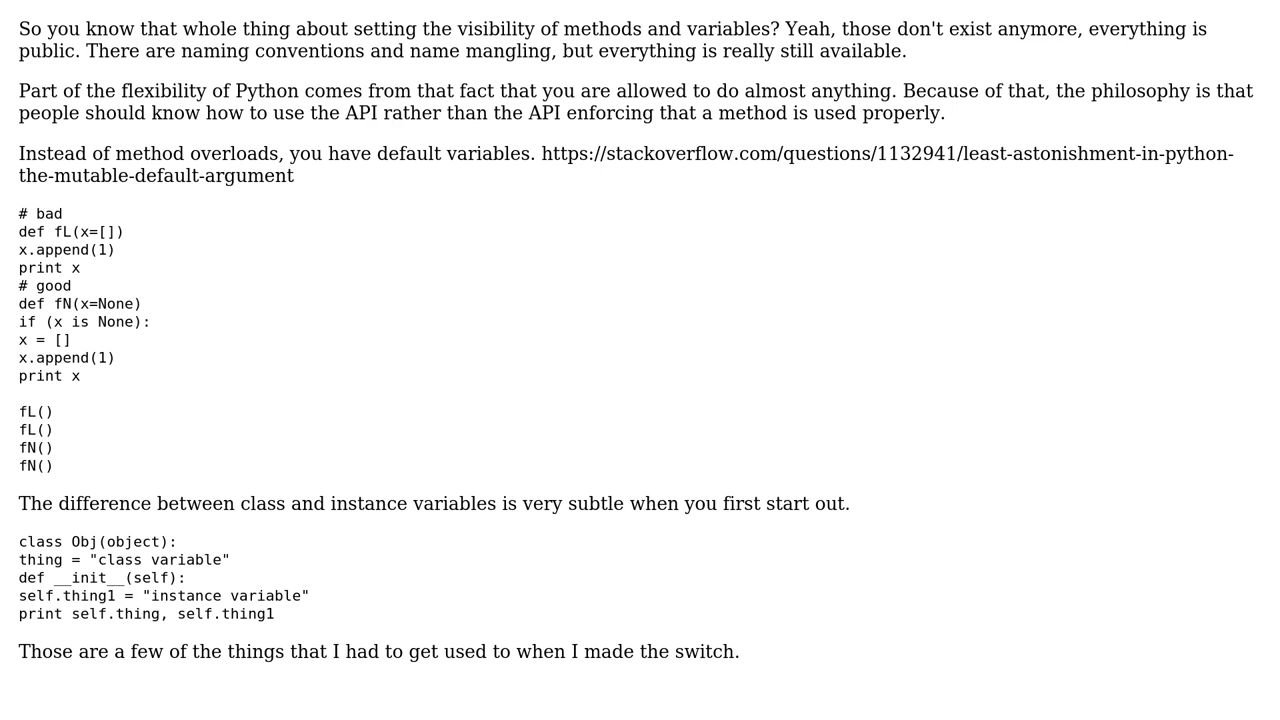 So you know that whole thing about setting the visibility of methods and variables? Yeah, those don't exist anymore, everything is
public. There are naming conventions and name mangling, but everything is really still available.
Part of the flexibility of Python comes from that fact that you are allowed to do almost anything. Because of that, the philosophy is that
people should know how to use the API rather than the API enforcing that a method is used properly.
Instead of method overloads, you have default variables. https://stackoverflow.com/questions/1132941/least-astonishment-in-python-
the-mutable-default-argument
# bad
def fL(x=[])
x.append(1)
print x
# good
def fN(x=None)
if (x is None):
x = []
x.append(1)
print x
fL()
fL()
fN()
fN()
The difference between class and instance variables is very subtle when you first start out.
class Obj(object):
thing = "class variable"
def __init__(self):
self.thing1 = "instance variable"
print self.thing, self.thing1
Those are a few of the things that I had to get used to when I made the switch.